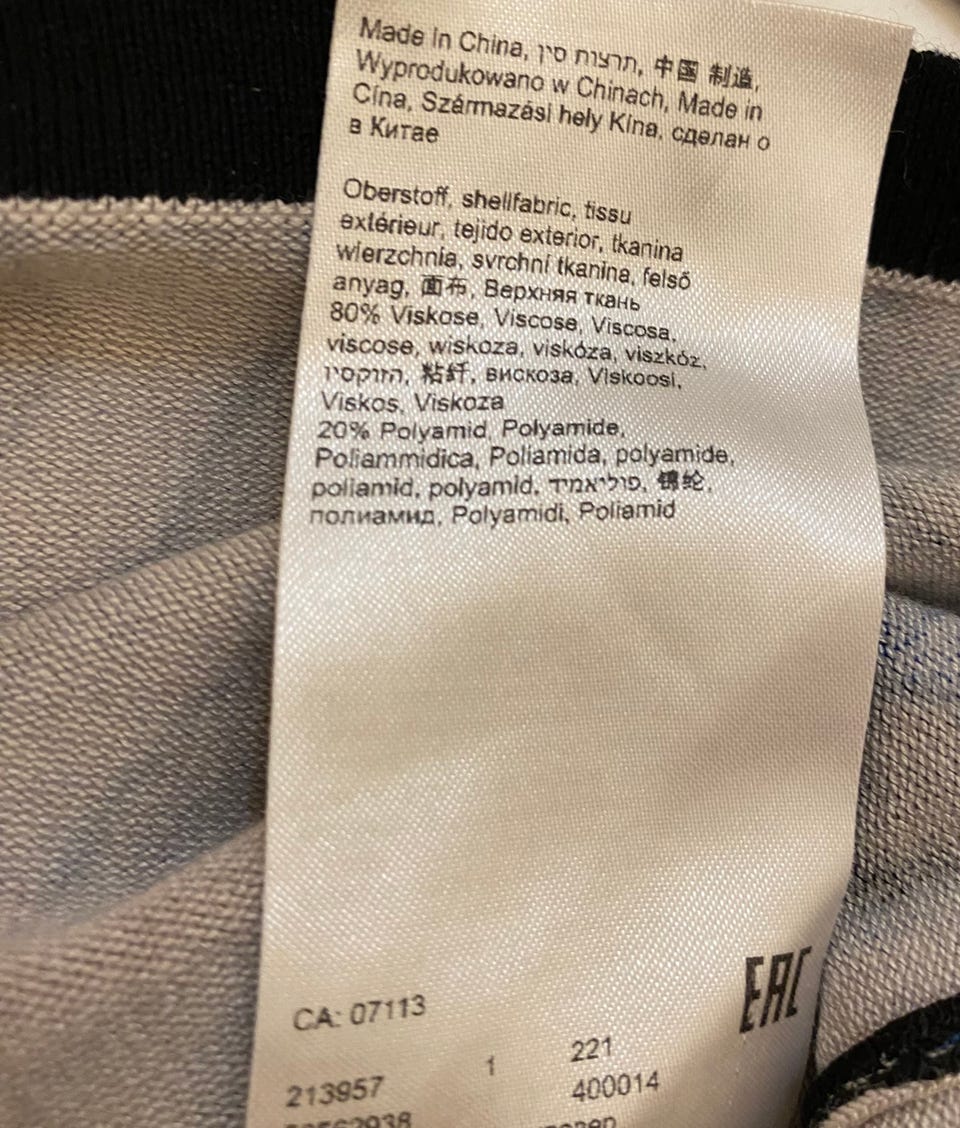 Made in China, תרצות סין, 中国 制造,
Wyprodukowano w Chinach, Made in
Cína, Származási hely Kína, сделан о
в Китае
Oberstoff, shellfabric, tissu
extérieur, tejido exterior, tkanina
wierzchnia, svrchní tkanina, felső
anyag, 面布, Верхняя ткань
80% Viskose, Viscose, Viscosa,
viscose, wiskoza, viskóza, viszkóz,
רוקסין, 粘纤, вискоза, Viskoosi,
Viskos, Viskoza
20% Polyamid, Polyamide,
Poliammidica, Poliamida, polyamide,
poliamid, polyamid, פוליאמיד, 锦纶,
полиамид, Polyamidi, Poliamid
EAC
CA: 07113
1 221
213957 400014